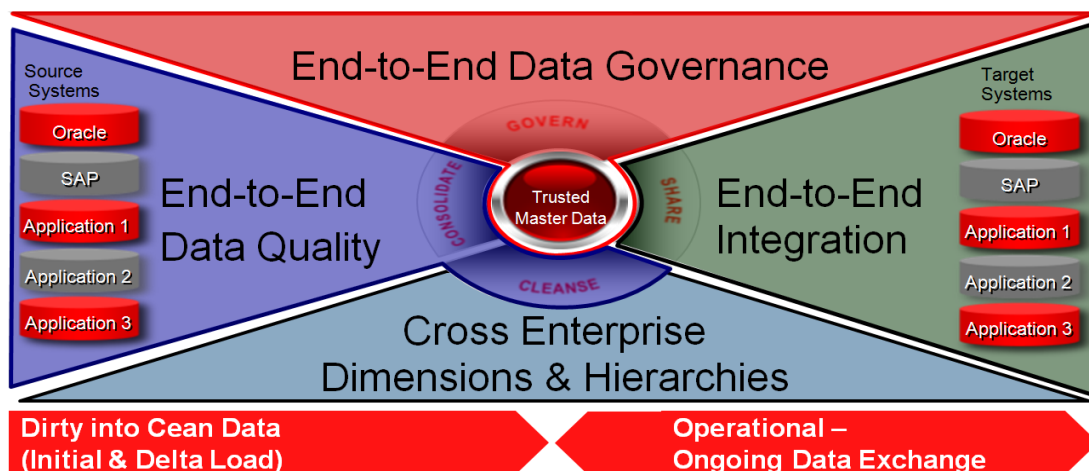 End-to-End Data Governance
Source
Systems
Oracle
SAP
Application 1
Application 2
Application 3
End-to-End
Data Quality
GOVERN
CONSOLIDATE
SHARE
CLEANSE
Trusted
Master Data
End-to-End
Integration
Target
Systems
Oracle
SAP
Application 1
Application 2
Application 3
Cross Enterprise
Dimensions & Hierarchies
Dirty into Cean Data
(Initial & Delta Load)
Operational –
Ongoing Data Exchange